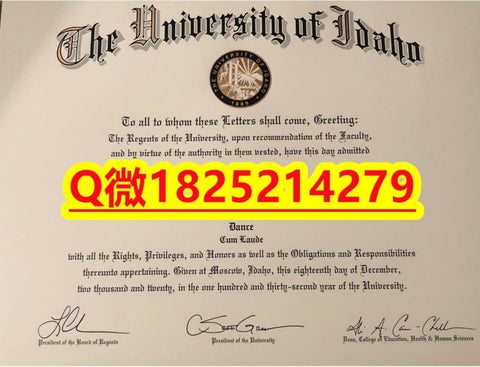 The University of Idaho
THE UNIVERSITY OF IDAHO
1889
To all to whom these Letters shall come, Greeting:
The Regents of the University, upon recommendation of the Faculty,
and by virtue of the authority in them vested, have this day admitted
Q微1825214279
Dance
Cum Laude
with all the Rights, Privileges, and Honors as well as the Obligations and Responsibilities
thereunto appertaining. Given at Moscow, Idaho, this eighteenth day of December,
two thousand and twenty, in the one hundred and thirty-second year of the University.
President of the Board of Regents
President of the University
Dean, College of Education, Health & Human Sciences